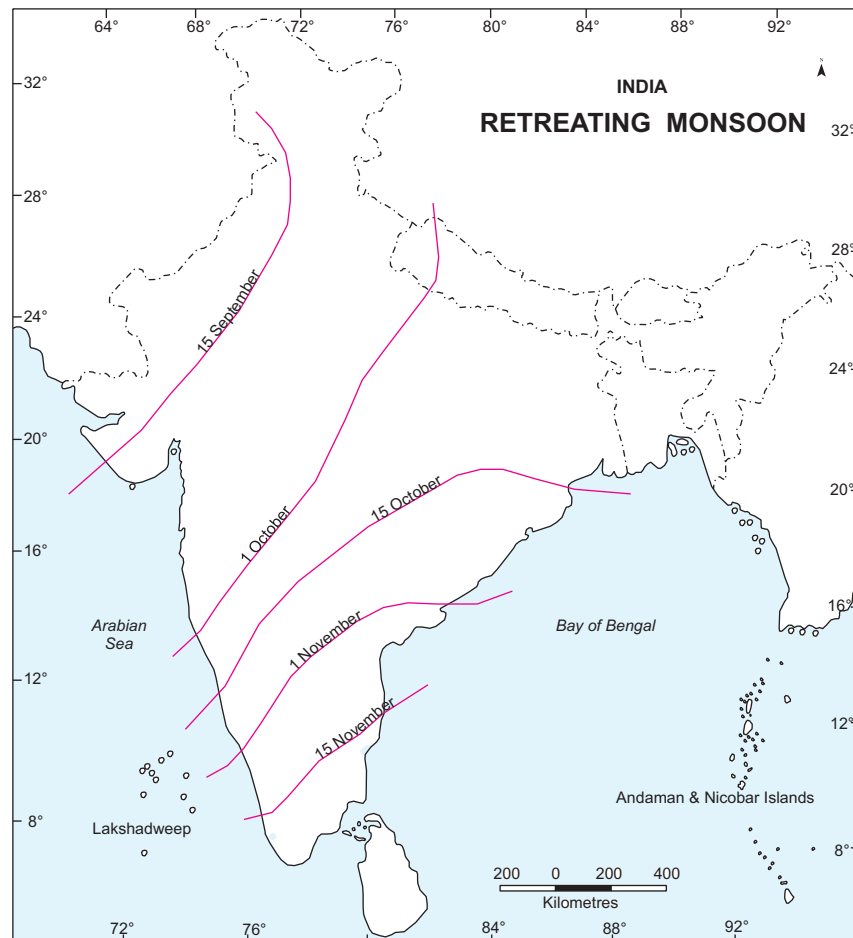 64° 68° 72° 76° 80° 84° 88° 92°
N
INDIA
RETREATING MONSOON
32° 32°
28° 28°
24° 24°
20° 20°
16° 16°
12° 12°
8° 8°
15 September
1 October
15 October
1 November
15 November
Arabian
Sea
Bay of Bengal
Lakshadweep
Andaman & Nicobar Islands
200 0 200 400
Kilometres
72° 76° 84° 88° 92°